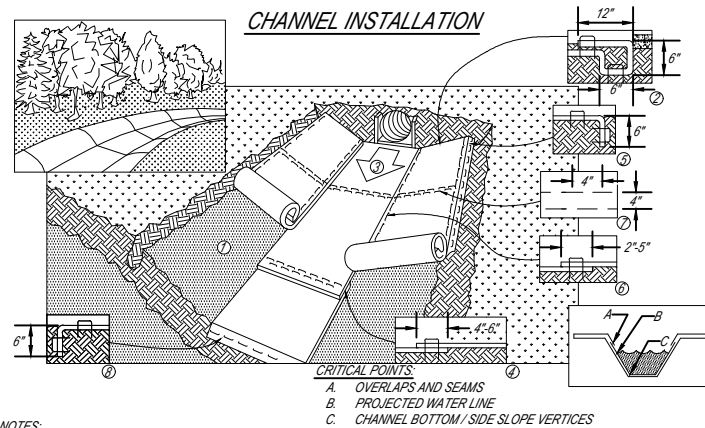 CHANNEL INSTALLATION
12"
6"
6"
2
6"
5
3
4"
4"
7
1
2"-5"
6
A
B
C
6"
8
4"-6"
4
CRITICAL POINTS:
A. OVERLAPS AND SEAMS
B. PROJECTED WATER LINE
C. CHANNEL BOTTOM / SIDE SLOPE VERTICES
NOTES: